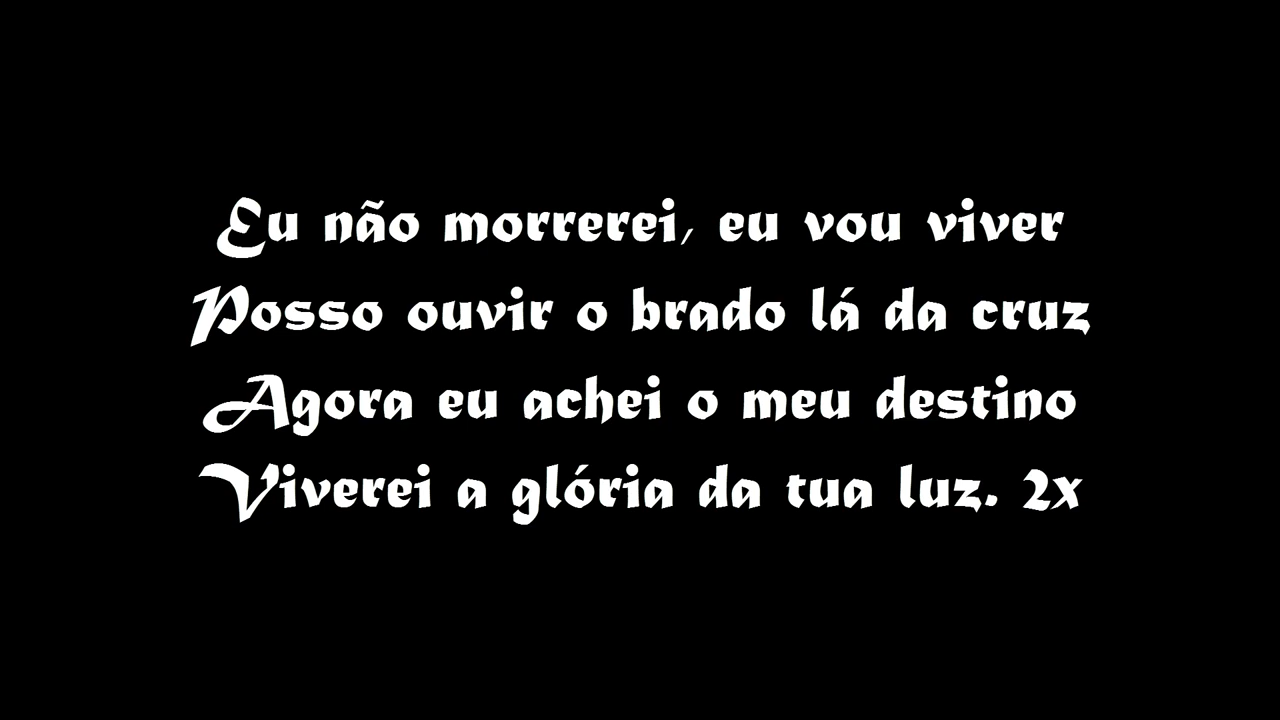 Eu não morrerei, eu vou viver
Posso ouvir o brado lá da cruz
Agora eu achei o meu destino
Viverei a glória da tua luz. 2x